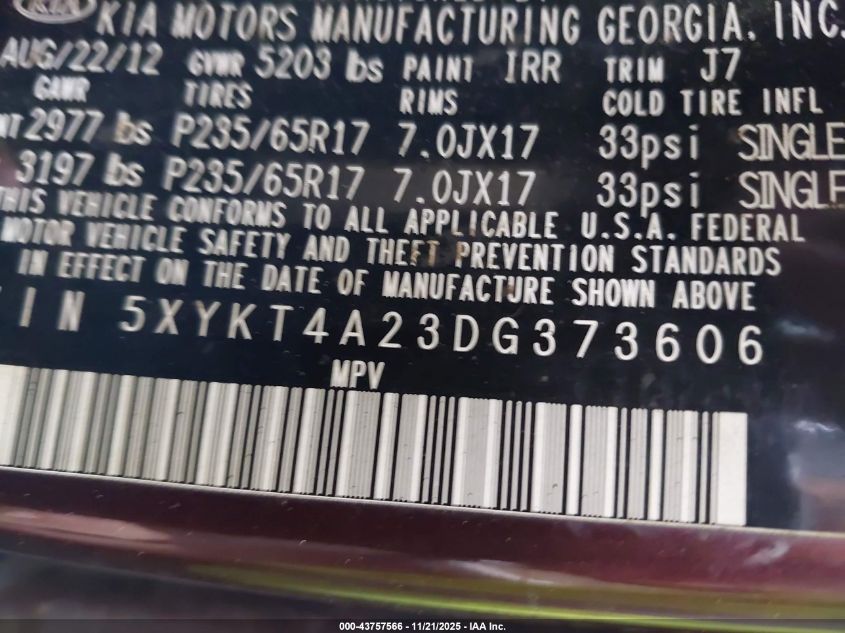 KIA KIA MOTORS MANUFACTURING GEORGIA, INC.
AUG/22/12 GVWR 5203 lbs PAINT IRR TRIM J7
GAWR TIRES RIMS COLD TIRE INFL
2977 lbs P235/65R17 7.0JX17 33psi SINGLE
3197 lbs P235/65R17 7.0JX17 33psi SINGLE
THIS VEHICLE CONFORMS TO ALL APPLICABLE U.S.A. FEDERAL
MOTOR VEHICLE SAFETY AND THEFT PREVENTION STANDARDS
IN EFFECT ON THE DATE OF MANUFACTURE SHOWN ABOVE
IN 5XYKT4A23DG373606
MPV
000-43757566 - 11/21/2025 - IAA Inc.